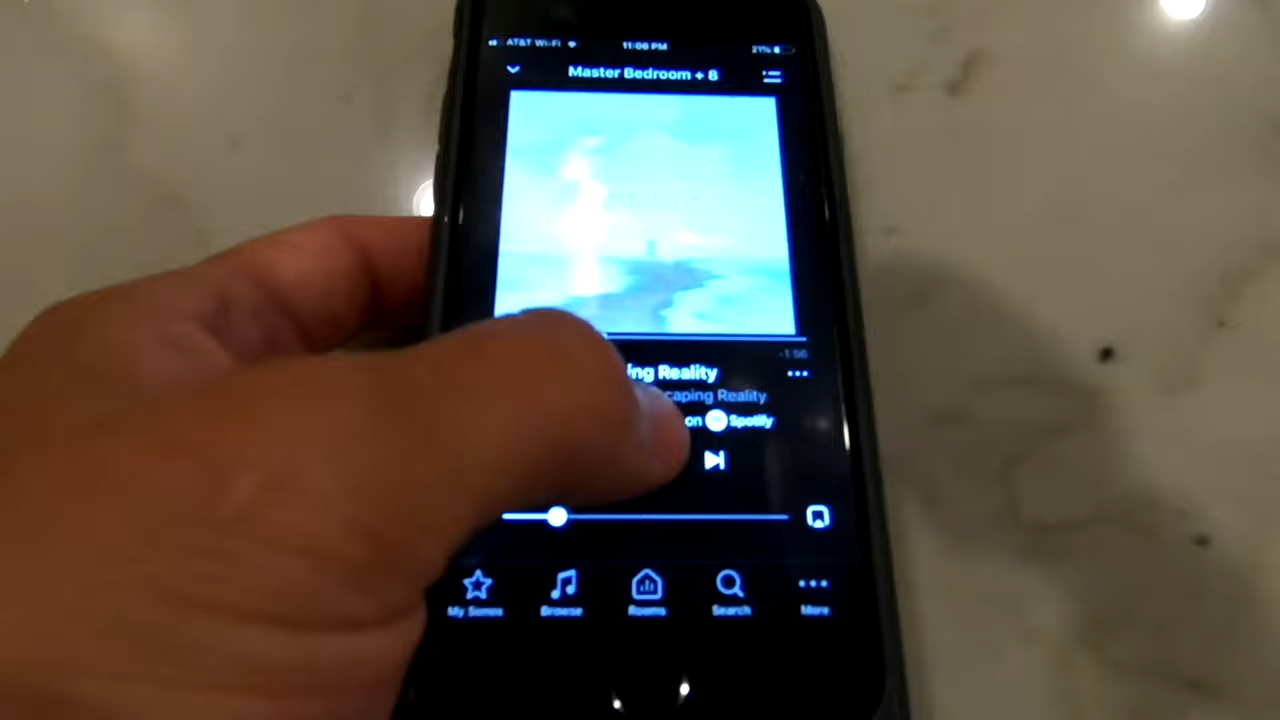 AT&T Wi-Fi 11:06 PM 21%
Master Bedroom + 8
-1:56
ing Reality
caping Reality
on Spotify
My Sonos Browse Rooms Search More